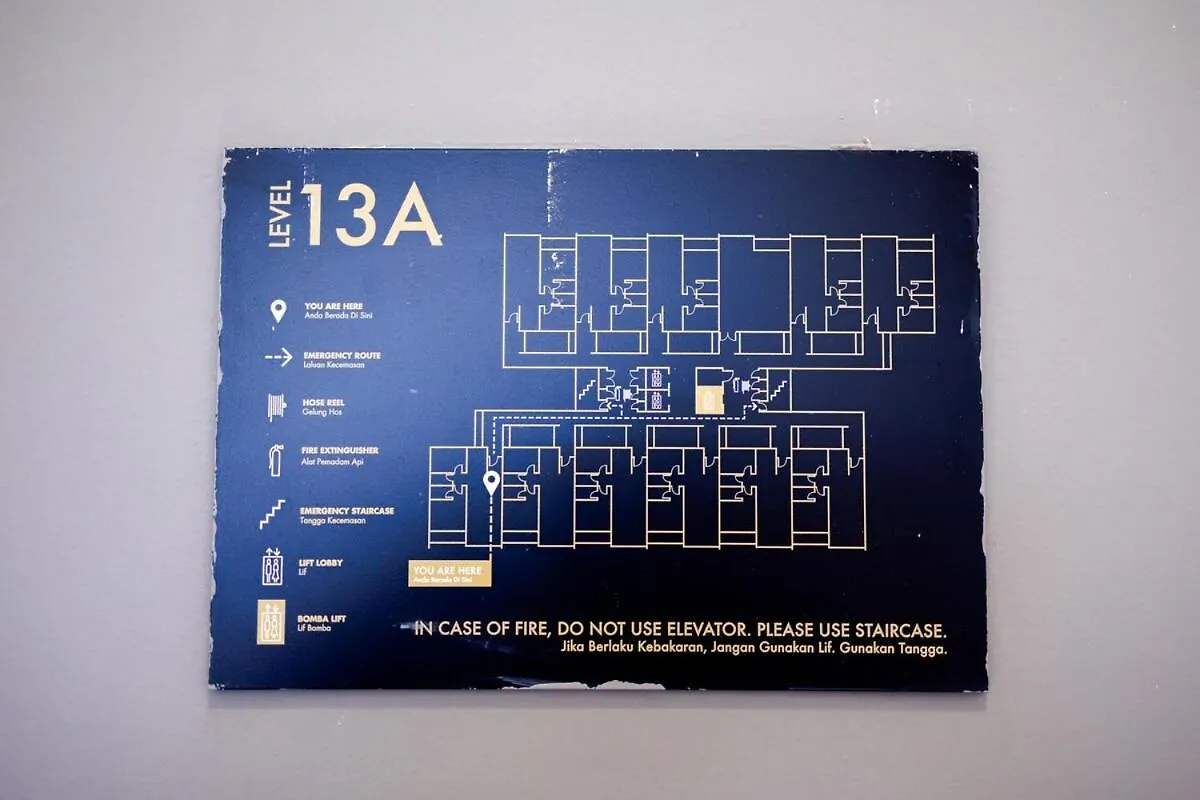 LEVEL 13A
YOU ARE HERE
Anda Berada Di Sini
EMERGENCY ROUTE
Laluan Kecemasan
HOSE REEL
Gelung Hos
FIRE EXTINGUISHER
Alat Pemadam Api
EMERGENCY STAIRCASE
Tangga Kecemasan
LIFT LOBBY
Lif
BOMBA LIFT
Lif Bomba
YOU ARE HERE
Anda Berada Di Sini
IN CASE OF FIRE, DO NOT USE ELEVATOR. PLEASE USE STAIRCASE.
Jika Berlaku Kebakaran, Jangan Gunakan Lif. Gunakan Tangga.